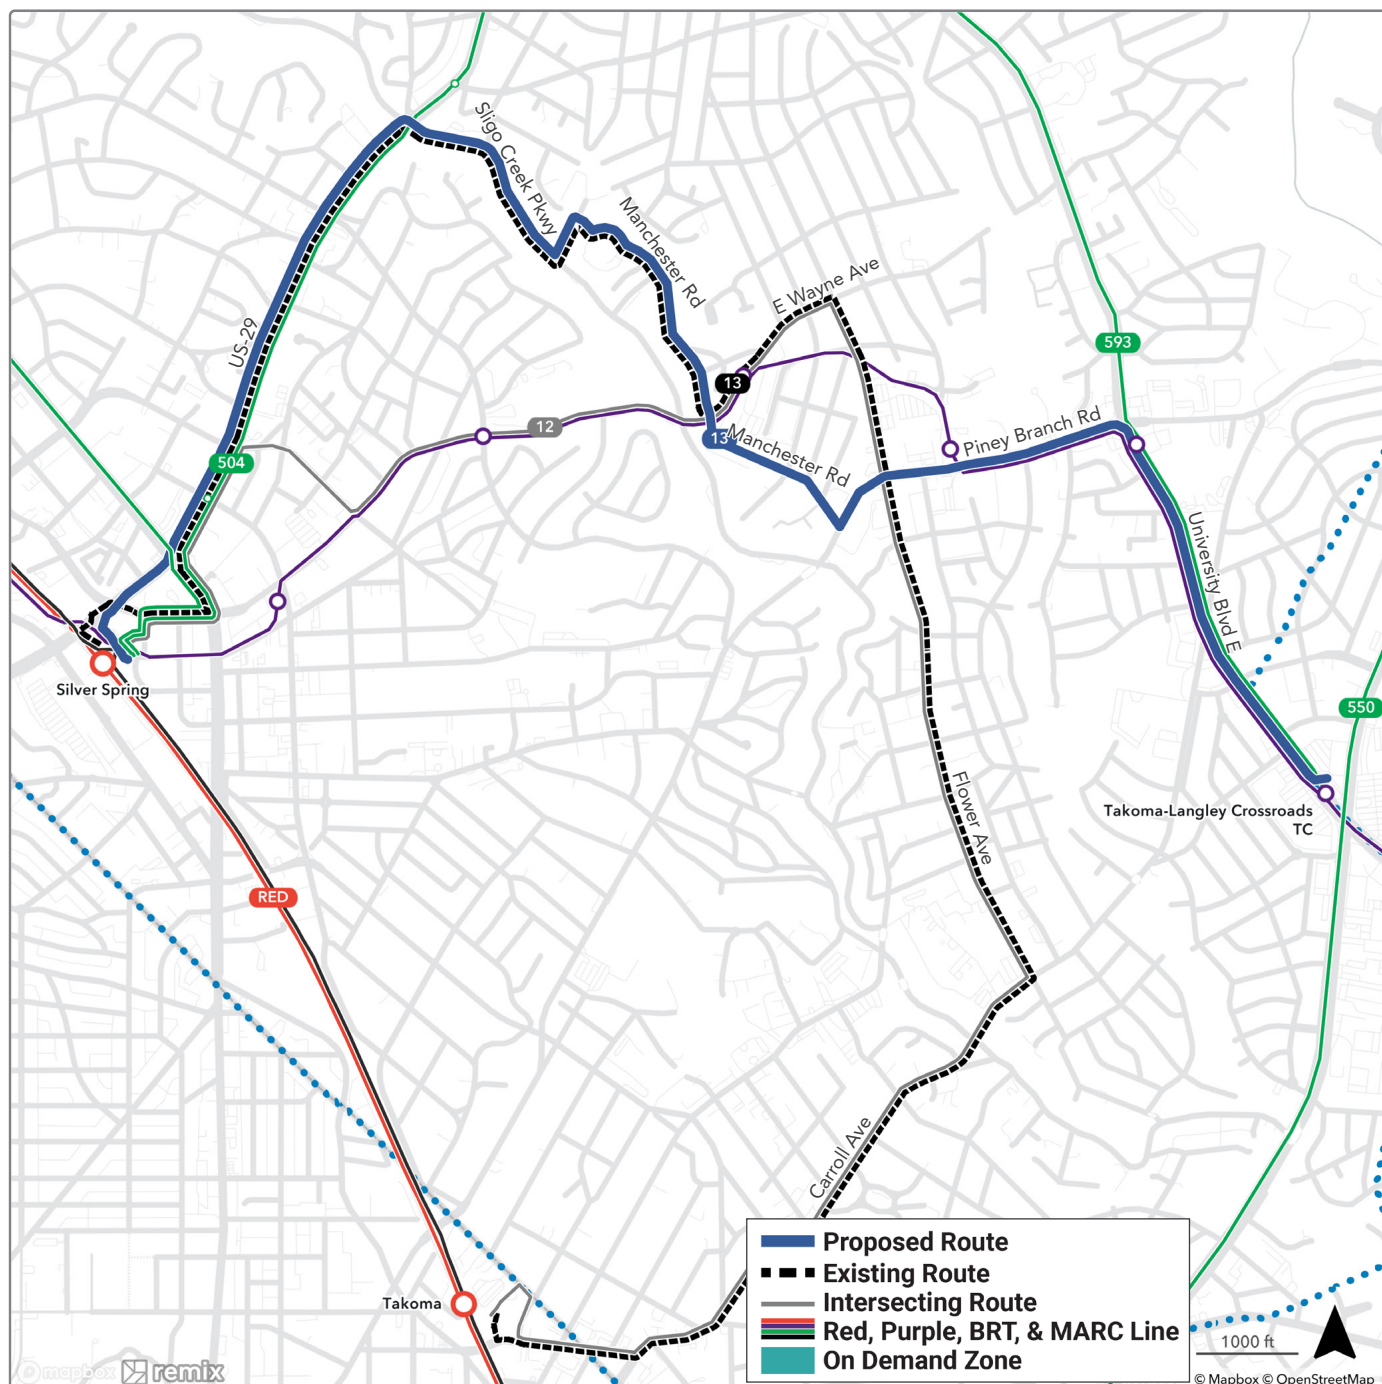 Sligo Creek Pkwy
Manchester Rd
E Wayne Ave
US-29
593
13
12
13
Manchester Rd
Piney Branch Rd
504
University Blvd E
Silver Spring
550
Flower Ave
Takoma-Langley Crossroads
TC
RED
Carroll Ave
Takoma
Proposed Route
Existing Route
Intersecting Route
Red, Purple, BRT, & MARC Line
On Demand Zone
1000 ft
mapbox
remix
© Mapbox © OpenStreetMap